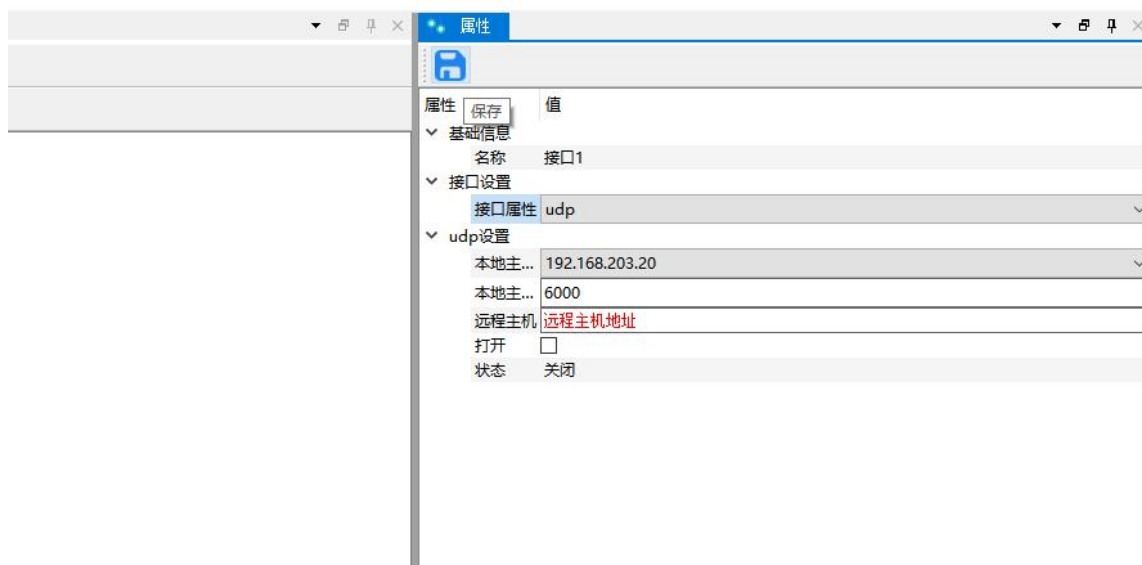 属性
属性 值
保存
基础信息
名称 接口1
接口设置
接口属性 udp
udp设置
本地主... 192.168.203.20
本地主... 6000
远程主机 远程主机地址
打开
状态 关闭